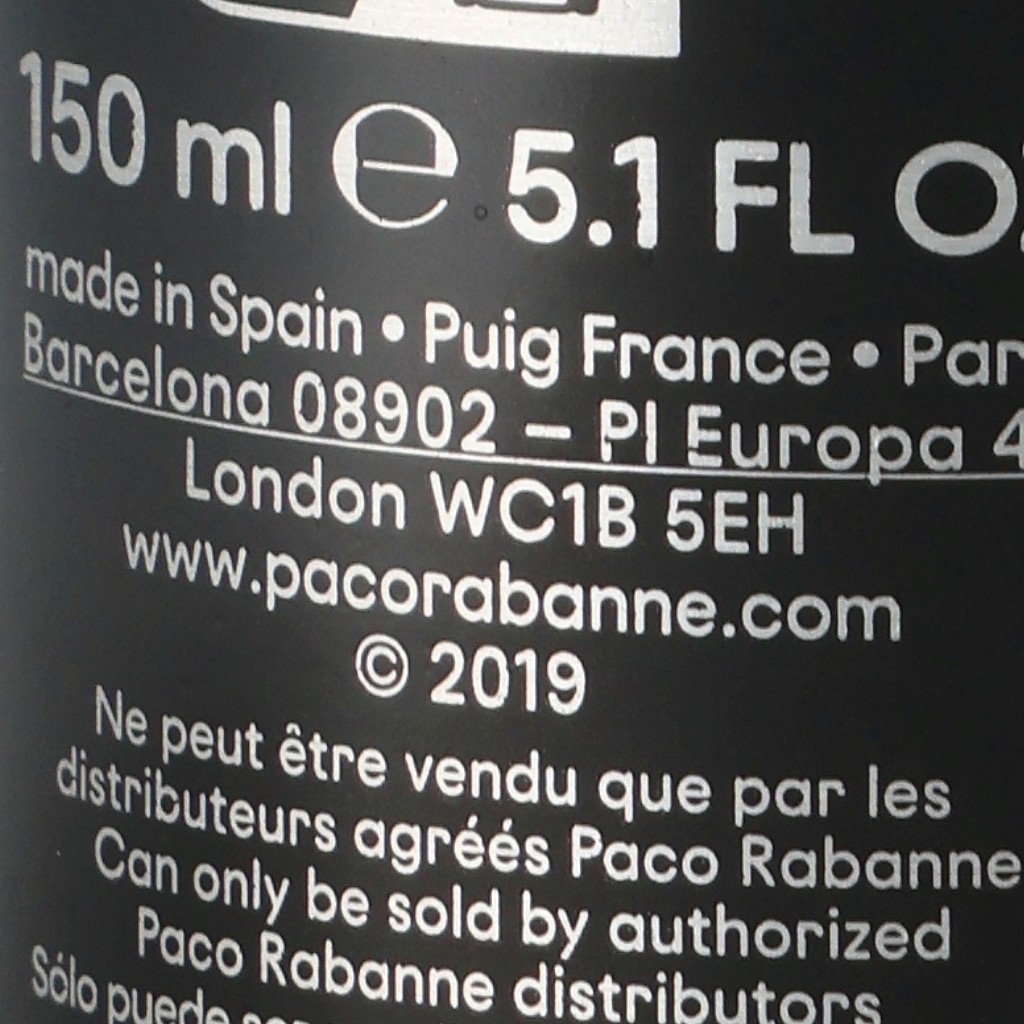 150 ml ℮ 5.1 FL O
made in Spain • Puig France • Par
Barcelona 08902 – Pl Europa 4
London WC1B 5EH
www.pacorabanne.com
© 2019
Ne peut être vendu que par les
distributeurs agréés Paco Rabanne
Can only be sold by authorized
Paco Rabanne distributors
Sólo puede